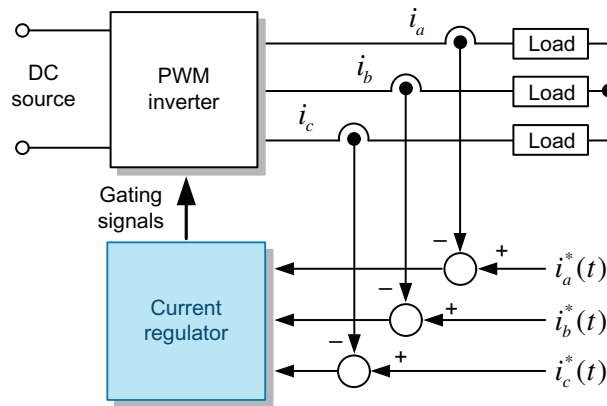 i_a
Load
DC
source
PWM
inverter
i_b
Load
i_c
Load
Gating
signals
−
+
i_a^*(t)
Current
regulator
−
+
i_b^*(t)
−
+
i_c^*(t)